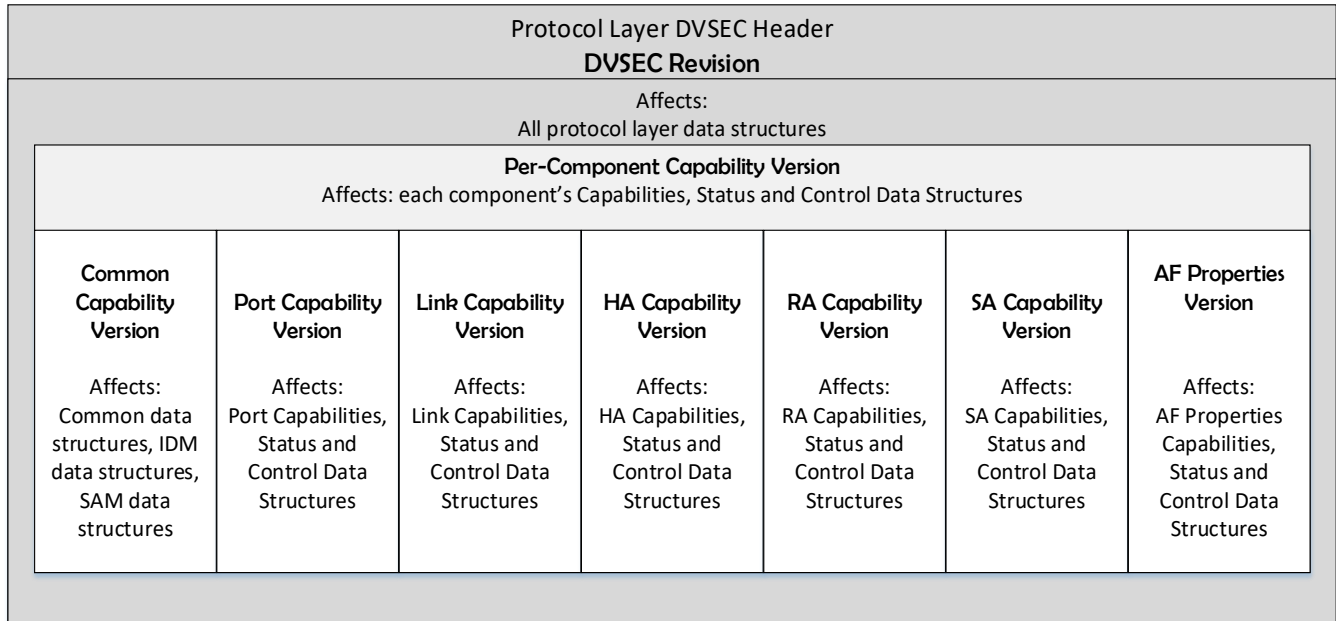 Protocol Layer DVSEC Header
DVSEC Revision
Affects:
All protocol layer data structures
Per-Component Capability Version
Affects: each component’s Capabilities, Status and Control Data Structures
Common
Capability
Version
Affects:
Common data
structures, IDM
data structures,
SAM data
structures
Port Capability
Version
Affects:
Port Capabilities,
Status and
Control Data
Structures
Link Capability
Version
Affects:
Link Capabilities,
Status and
Control Data
Structures
HA Capability
Version
Affects:
HA Capabilities,
Status and
Control Data
Structures
RA Capability
Version
Affects:
RA Capabilities,
Status and
Control Data
Structures
SA Capability
Version
Affects:
SA Capabilities,
Status and
Control Data
Structures
AF Properties
Version
Affects:
AF Properties
Capabilities,
Status and
Control Data
Structures